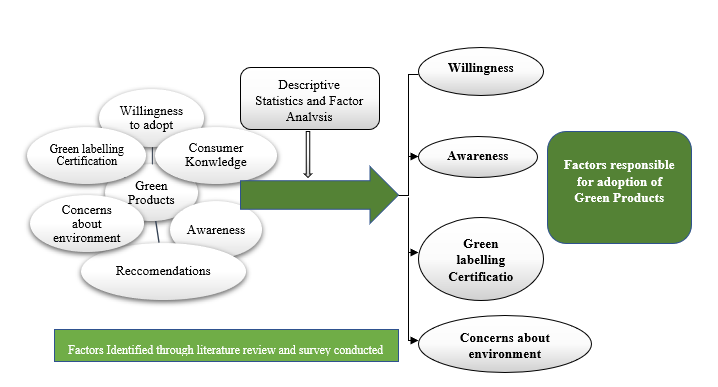 Willingness
to adopt
Green labelling
Certification
Consumer
Konwledge
Green
Products
Concerns
about
environment
Awareness
Reccomendations
Descriptive
Statistics and Factor
Analvsis
Willingness
Awareness
Green
labelling
Certificatio
Concerns about
environment
Factors responsible
for adoption of
Green Products
Factors Identified through literature review and survey conducted